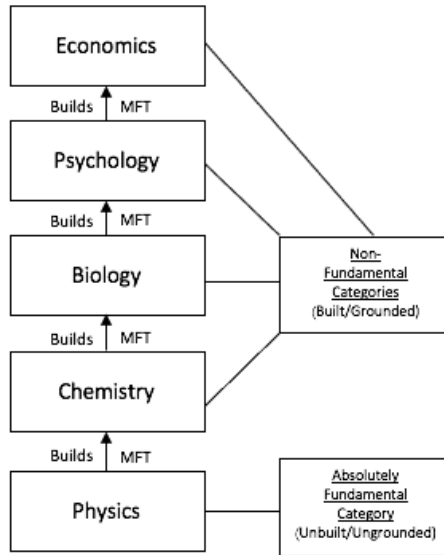 Economics
Builds MFT
Psychology
Builds MFT
Biology
Builds MFT
Chemistry
Builds MFT
Physics
Non-
Fundamental
Categories
(Built/Grounded)
Absolutely
Fundamental
Category
(Unbuilt/Ungrounded)